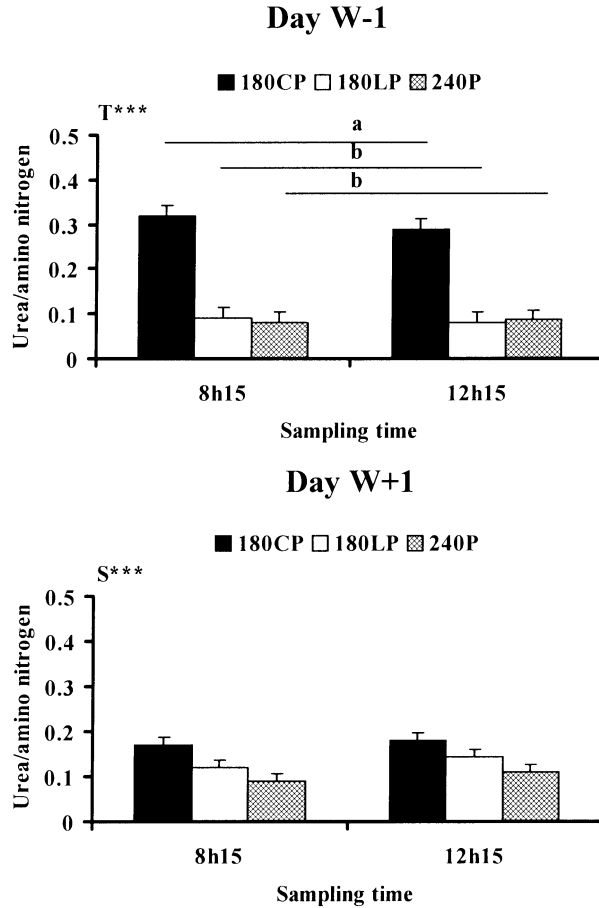 Day W-1
180CP 180LP 240P
T***
a
b
b
Urea/amino nitrogen
0.5
0.4
0.3
0.2
0.1
0
8h15 12h15
Sampling time
Day W+1
180CP 180LP 240P
S***
Urea/amino nitrogen
0.5
0.4
0.3
0.2
0.1
0
8h15 12h15
Sampling time